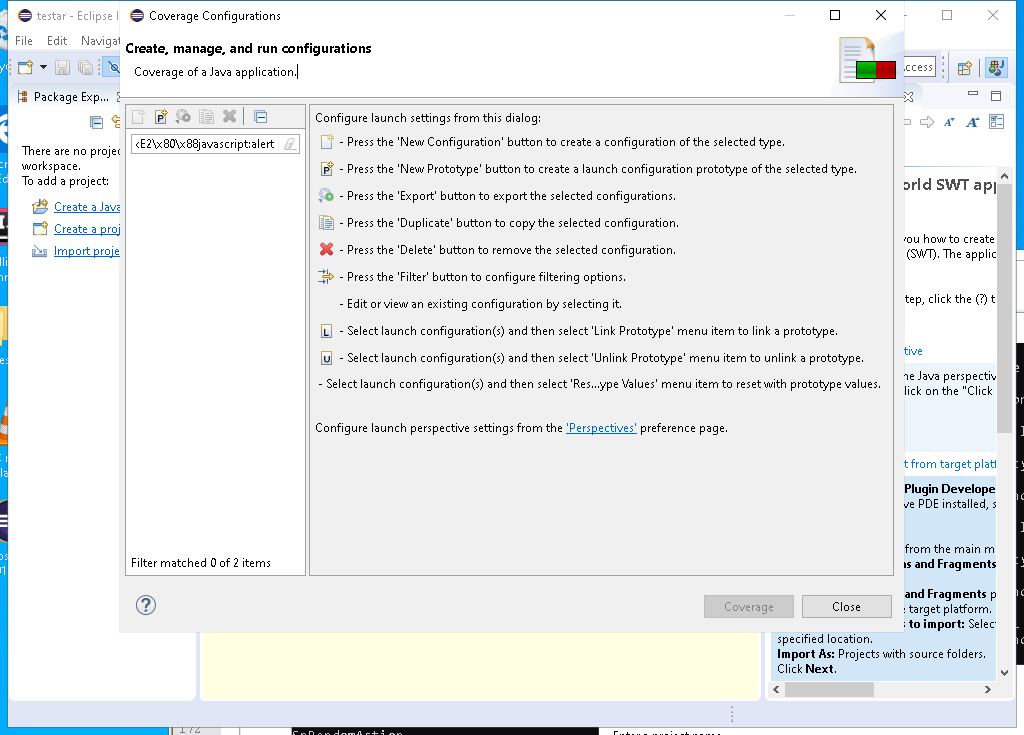 testar - Eclipse I
Coverage Configurations
File Edit Navigat
Create, manage, and run configurations
Coverage of a Java application.
ccess
Package Exp...
There are no projec
workspace.
To add a project:
Create a Java
Create a proj
Import proje
<E2\x80\x88javascript:alert
Filter matched 0 of 2 items
Configure launch settings from this dialog:
- Press the 'New Configuration' button to create a configuration of the selected type.
P - Press the 'New Prototype' button to create a launch configuration prototype of the selected type.
- Press the 'Export' button to export the selected configurations.
- Press the 'Duplicate' button to copy the selected configuration.
- Press the 'Delete' button to remove the selected configuration.
- Press the 'Filter' button to configure filtering options.
- Edit or view an existing configuration by selecting it.
L - Select launch configuration(s) and then select 'Link Prototype' menu item to link a prototype.
U - Select launch configuration(s) and then select 'Unlink Prototype' menu item to unlink a prototype.
- Select launch configuration(s) and then select 'Res...ype Values' menu item to reset with prototype values.
Configure launch perspective settings from the 'Perspectives' preference page.
? Coverage Close
orld SWT app
you how to create
(SWT). The applic
tep, click the (?) t
tive
he Java perspectiv
lick on the "Click
t from target platf
Plugin Develope
ve PDE installed, s
from the main m
ns and Fragments
and Fragments p
e target platform.
s to import: Select
specified location.
Import As: Projects with source folders.
Click Next.
172
SpRandomAction
Enter a project name